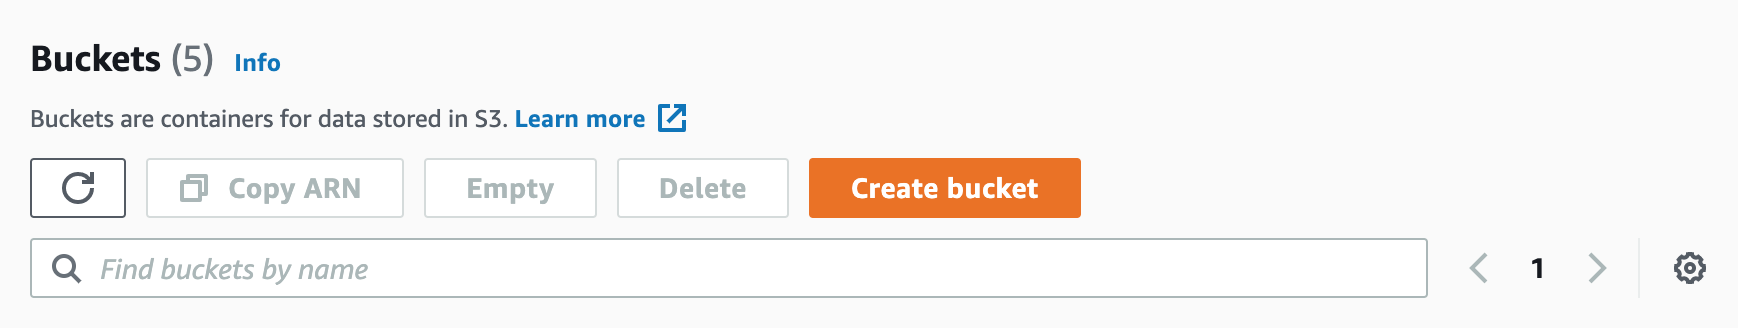 Buckets (5) Info
Buckets are containers for data stored in S3. Learn more
Copy ARN Empty Delete Create bucket
Find buckets by name 1